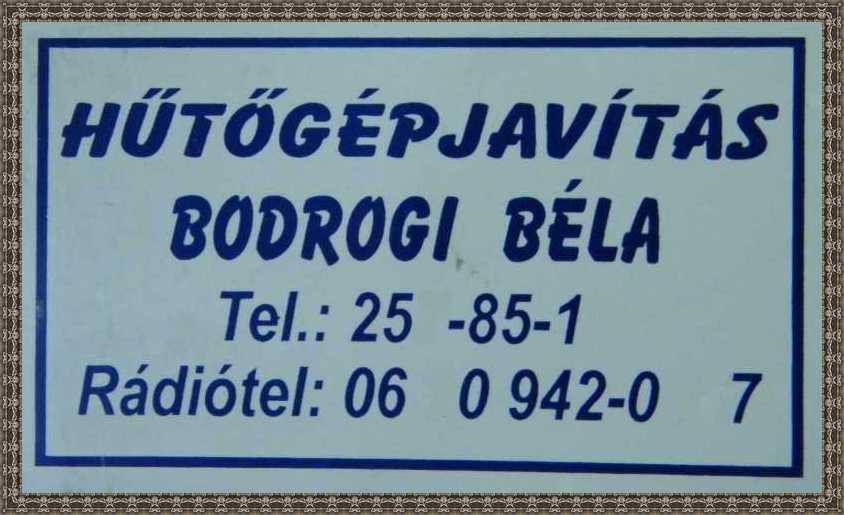 HŰTŐGÉPJAVÍTÁS
BODROGI BÉLA
Tel.: 25 -85-1
Rádiótel: 06 0 942-0 7